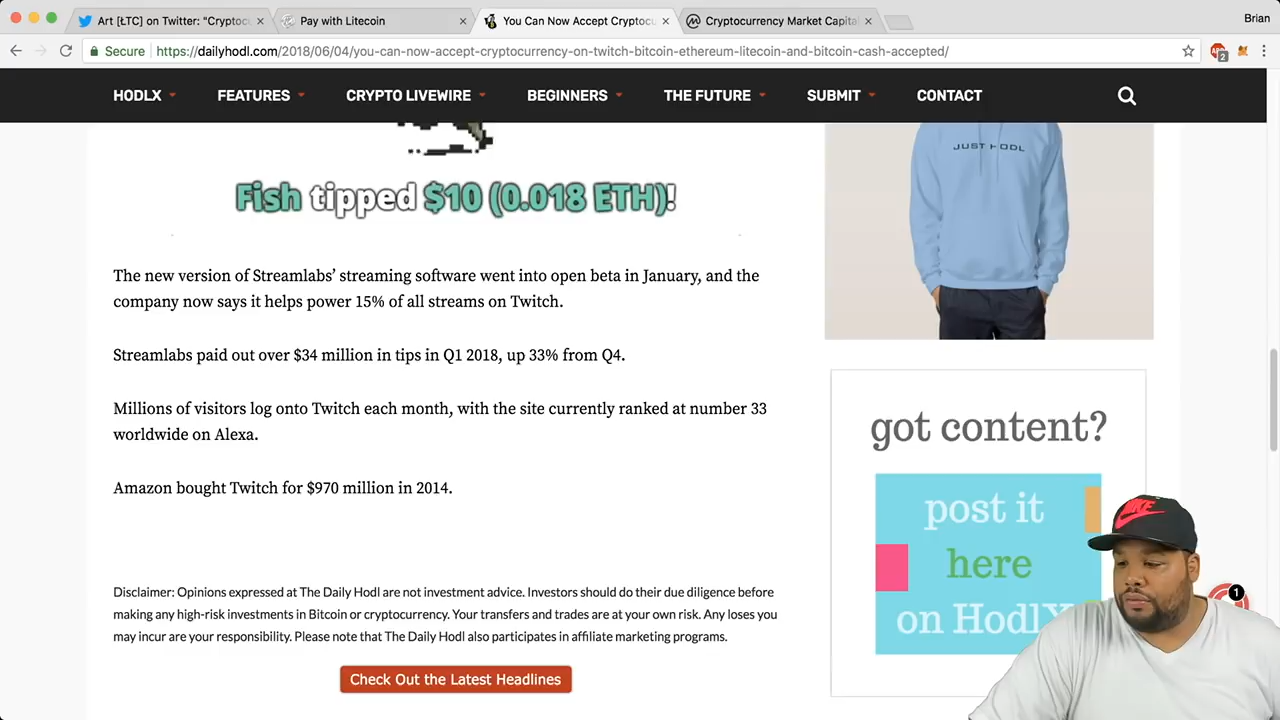 Art [ŁTC] on Twitter: "Cryptoc
Pay with Litecoin
You Can Now Accept Cryptocu
Cryptocurrency Market Capita
Brian
Secure
https://dailyhodl.com/2018/06/04/you-can-now-accept-cryptocurrency-on-twitch-bitcoin-ethereum-litecoin-and-bitcoin-cash-accepted/
2
HODLX
FEATURES
CRYPTO LIVEWIRE
BEGINNERS
THE FUTURE
SUBMIT
CONTACT
JUST HODL
Fish tipped $10 (0.018 ETH)!
The new version of Streamlabs’ streaming software went into open beta in January, and the
company now says it helps power 15% of all streams on Twitch.
Streamlabs paid out over $34 million in tips in Q1 2018, up 33% from Q4.
Millions of visitors log onto Twitch each month, with the site currently ranked at number 33
worldwide on Alexa.
Amazon bought Twitch for $970 million in 2014.
got content?
post it
here
on HodlX
Disclaimer: Opinions expressed at The Daily Hodl are not investment advice. Investors should do their due diligence before
making any high-risk investments in Bitcoin or cryptocurrency. Your transfers and trades are at your own risk. Any loses you
may incur are your responsibility. Please note that The Daily Hodl also participates in affiliate marketing programs.
Check Out the Latest Headlines
1
NIKE